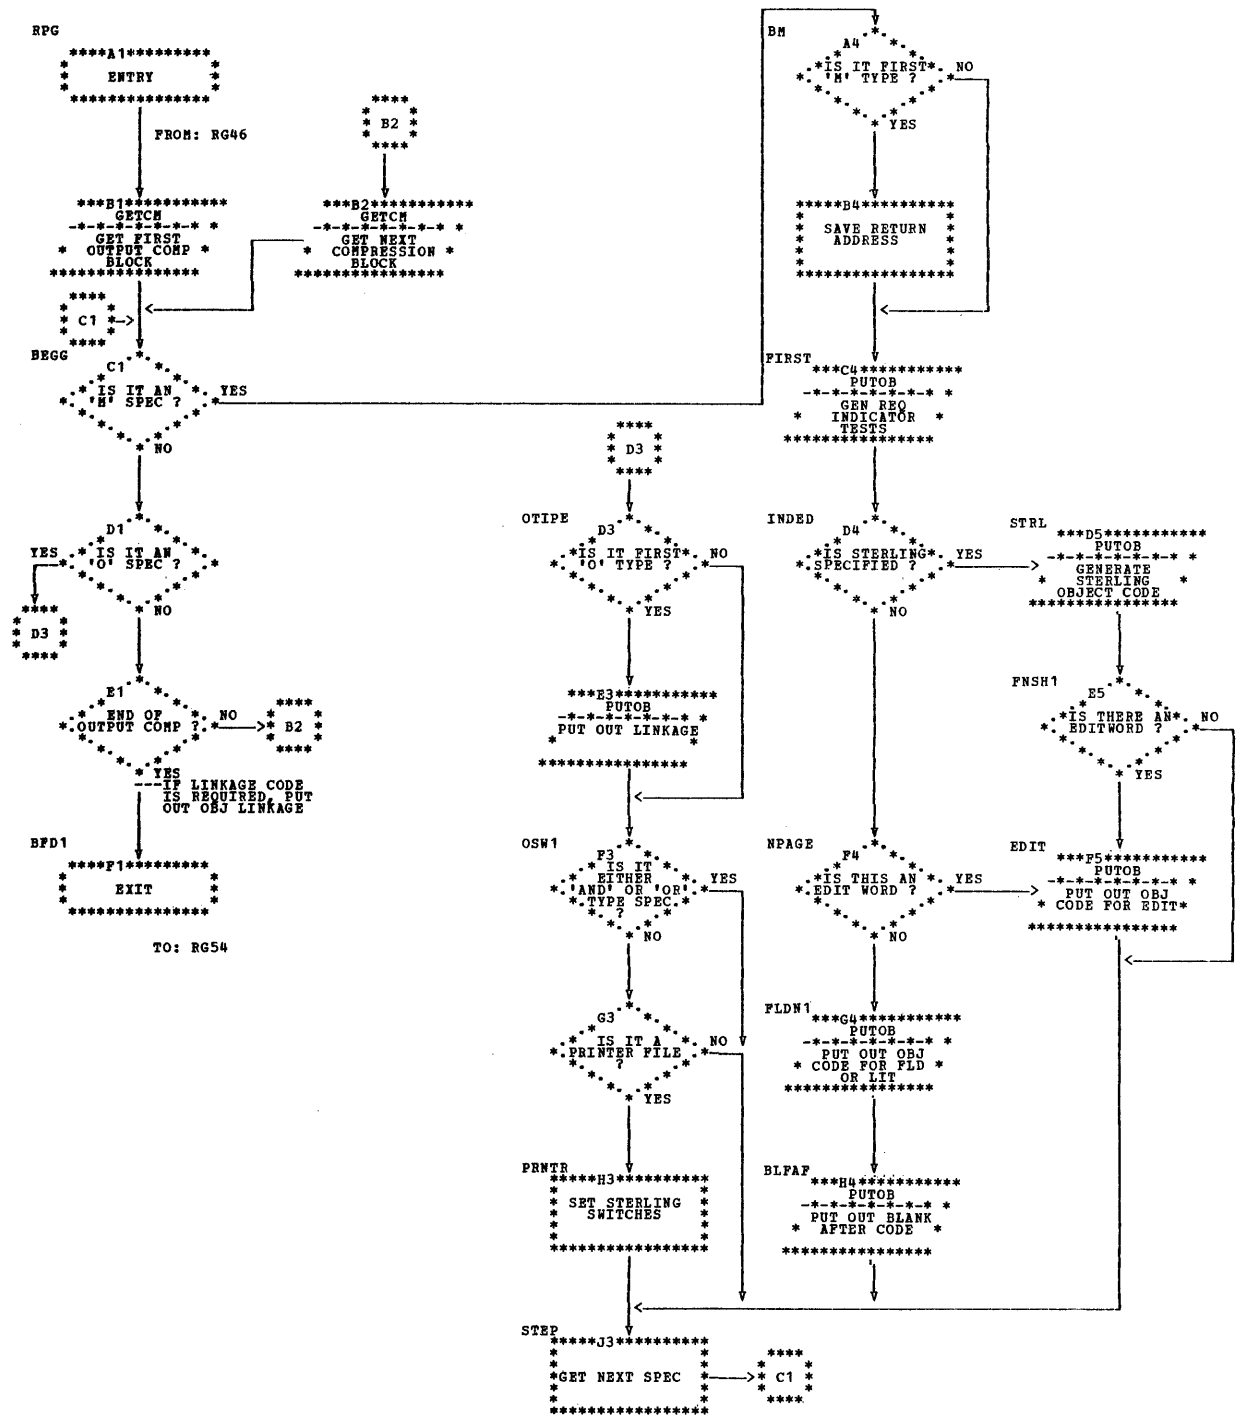 RPG
A1
ENTRY
FROM: RG46
B2
B1
GETCM
GET FIRST
OUTPUT COMP
BLOCK
B2
GETCM
GET NEXT
COMPRESSION
BLOCK
C1
BEGG
C1
IS IT AN
'M' SPEC ?
YES
NO
D1
IS IT AN
'O' SPEC ?
YES
NO
D3
E1
END OF
OUTPUT COMP ?
NO
B2
YES
---IF LINKAGE CODE
IS REQUIRED, PUT
OUT OBJ LINKAGE
BFD1
F1
EXIT
TO: RG54
D3
OTIPE
D3
IS IT FIRST
'O' TYPE ?
NO
YES
E3
PUTOB
PUT OUT LINKAGE
OSW1
F3
IS IT
EITHER
'AND' OR 'OR'
TYPE SPEC
?
YES
NO
G3
IS IT A
PRINTER FILE
?
NO
YES
PRNTR
H3
SET STERLING
SWITCHES
STEP
J3
GET NEXT SPEC
C1
BM
A4
IS IT FIRST
'M' TYPE ?
NO
YES
B4
SAVE RETURN
ADDRESS
FIRST
C4
PUTOB
GEN REQ
INDICATOR
TESTS
INDED
D4
IS STERLING
SPECIFIED ?
YES
NO
NPAGE
F4
IS THIS AN
EDIT WORD ?
YES
NO
FLDN1
G4
PUTOB
PUT OUT OBJ
CODE FOR FLD
OR LIT
BLFAF
H4
PUTOB
PUT OUT BLANK
AFTER CODE
STRL
D5
PUTOB
GENERATE
STERLING
OBJECT CODE
FNSH1
E5
IS THERE AN
EDITWORD ?
NO
YES
EDIT
F5
PUTOB
PUT OUT OBJ
CODE FOR EDIT